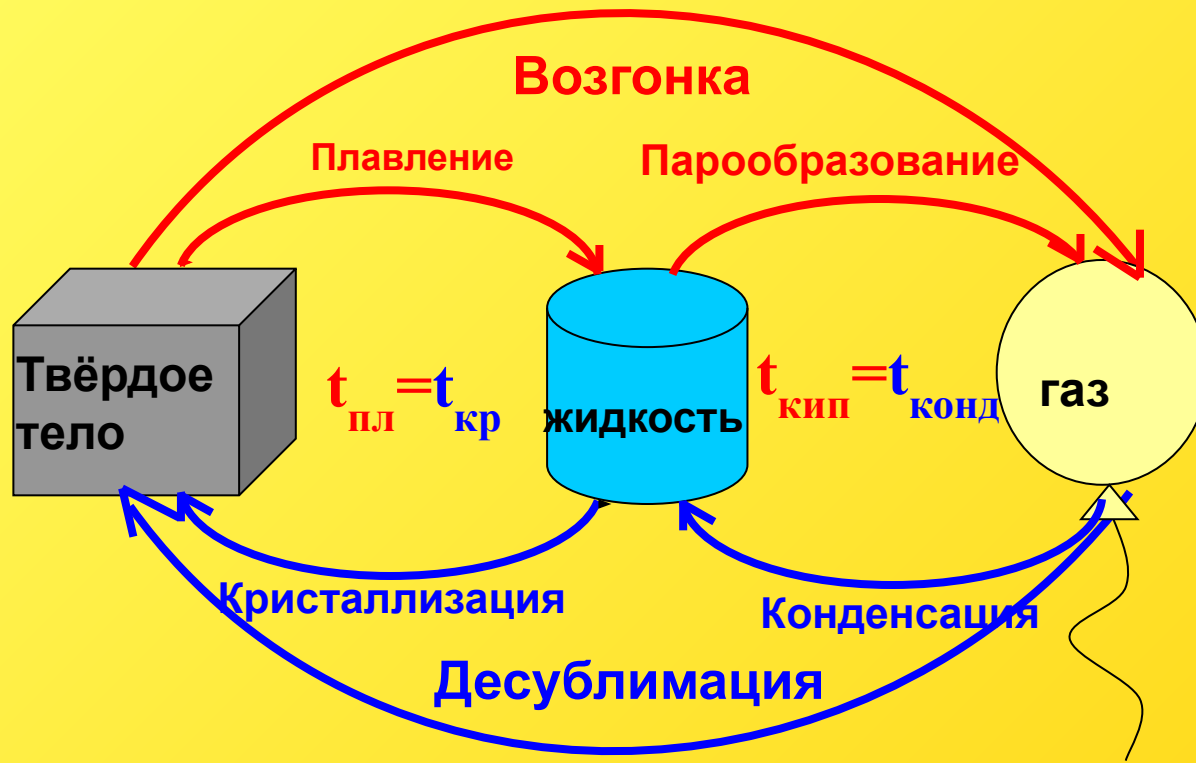 Возгонка
Плавление
Парообразование
Твёрдое
тело
tпл=tкр
жидкость
tкип=tконд
газ
Кристаллизация
Конденсация
Десублимация